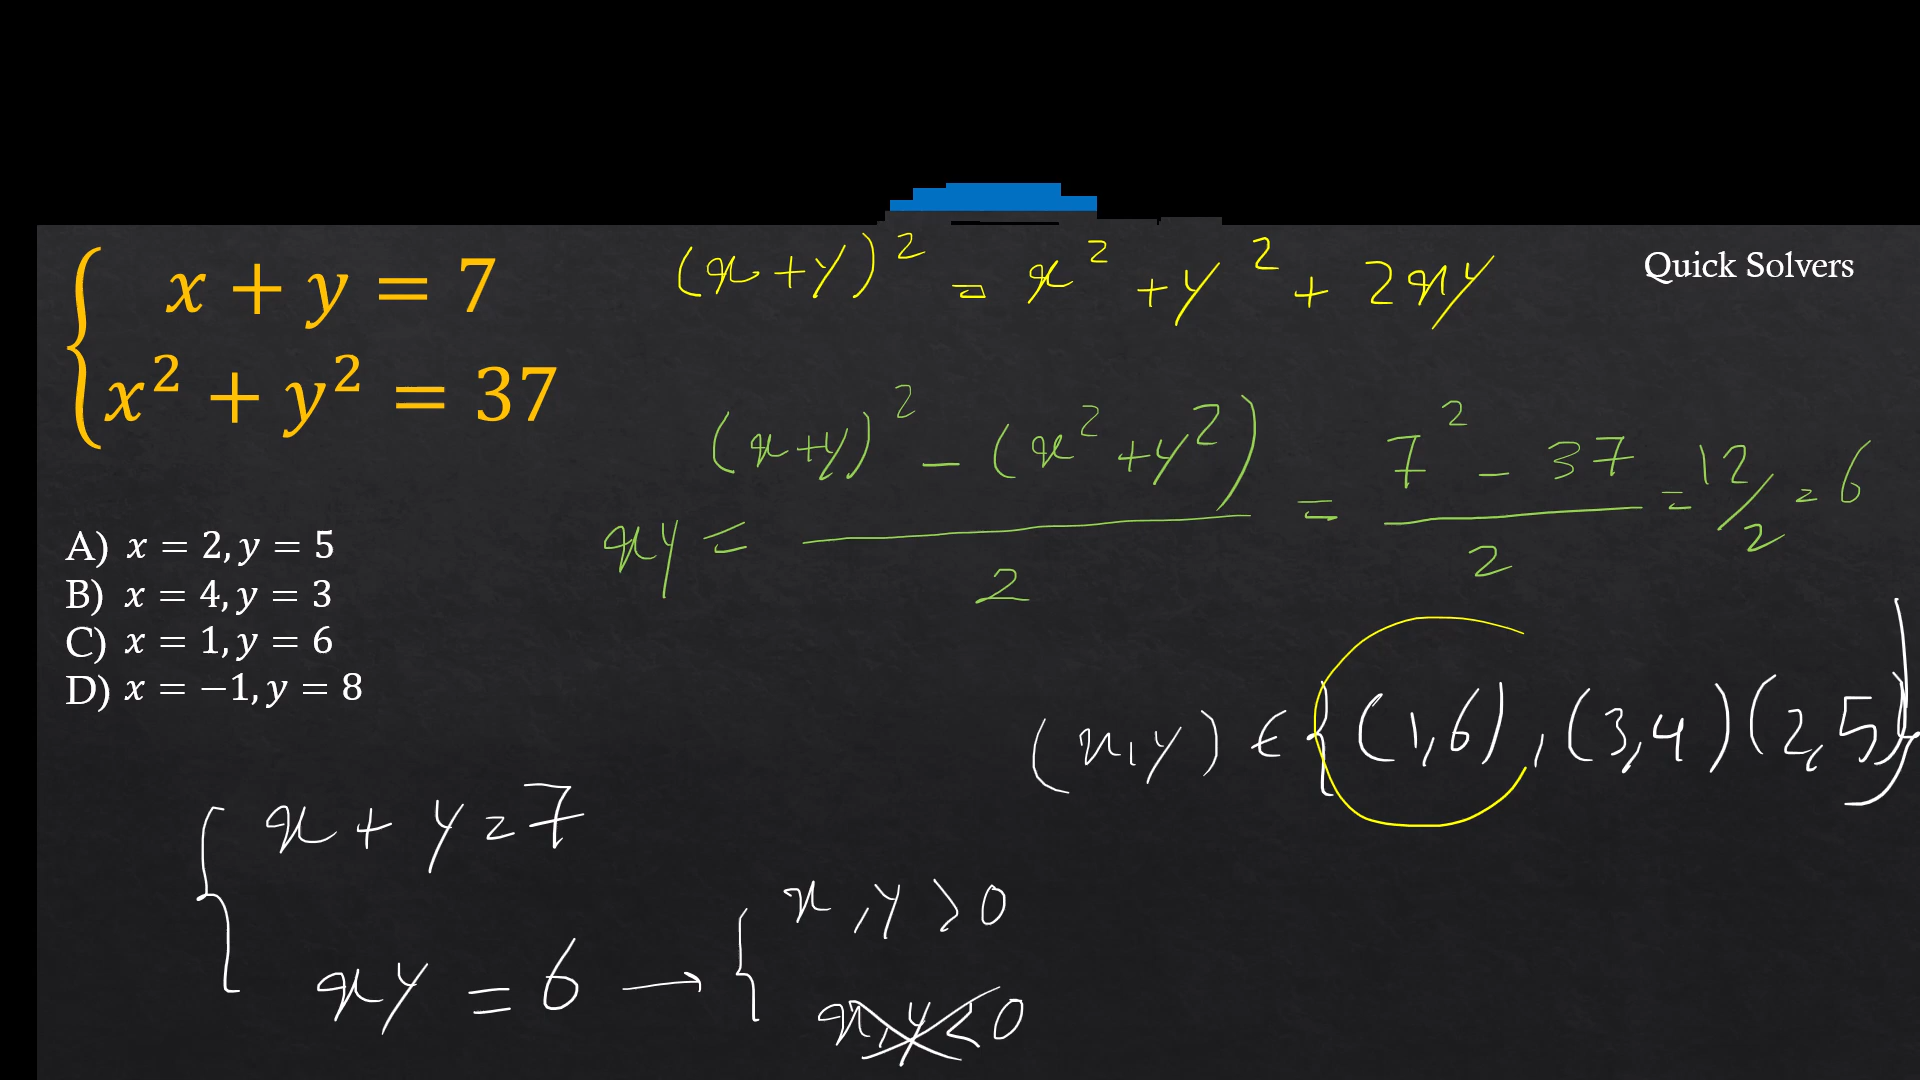 x + y = 7
x² + y² = 37
(x+y)² = x² + y² + 2xy
Quick Solvers
xy = ((x+y)² - (x²+y²))/2 = (7² - 37)/2 = 12/2 = 6
A) x = 2, y = 5
B) x = 4, y = 3
C) x = 1, y = 6
D) x = −1, y = 8
(x,y) ∈ {(1,6), (3,4)(2,5)}
x + y = 7
xy = 6 → { x,y > 0
x,y < 0